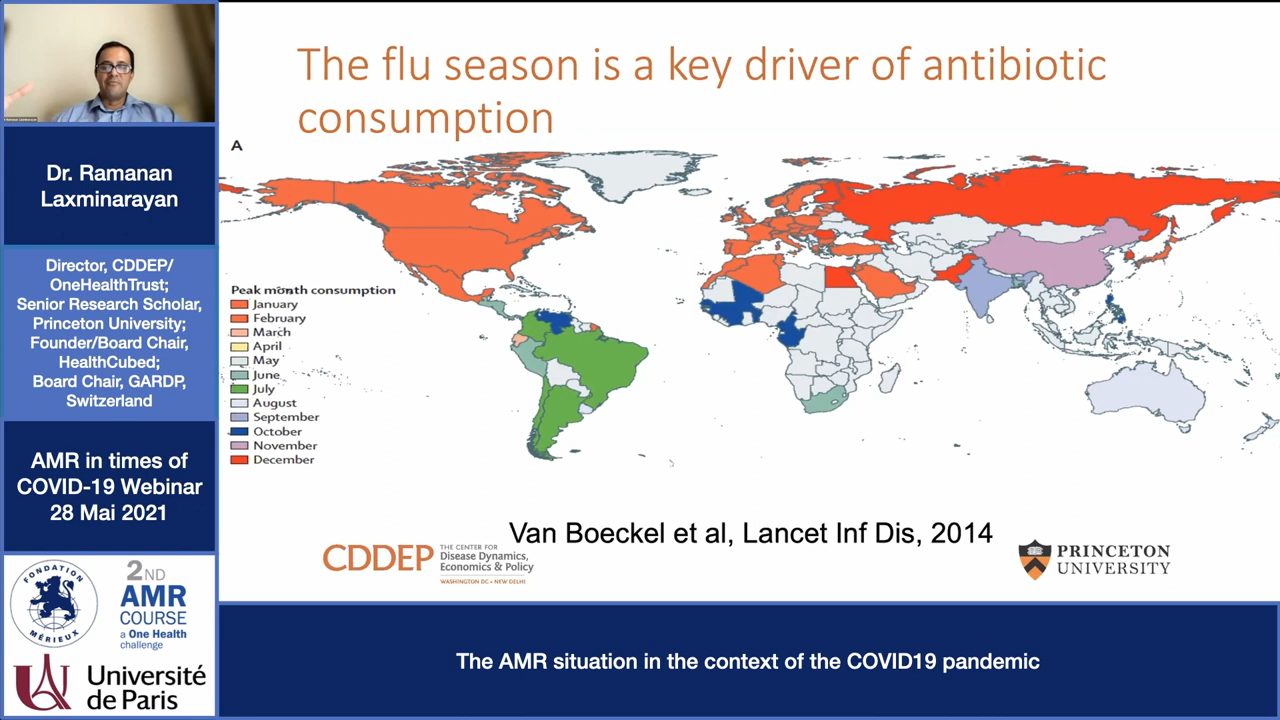 Dr. Ramanan
Laxminarayan
Director, CDDEP/
OneHealthTrust;
Senior Research Scholar,
Princeton University;
Founder/Board Chair,
HealthCubed;
Board Chair, GARDP,
Switzerland
AMR in times of
COVID-19 Webinar
28 Mai 2021
FONDATION
MÉRIEUX
2ND
AMR
COURSE
a One Health
challenge
Université
de Paris
The flu season is a key driver of antibiotic
consumption
A
Peak month consumption
January
February
March
April
May
June
July
August
September
October
November
December
Van Boeckel et al, Lancet Inf Dis, 2014
CDDEP
THE CENTER FOR
Disease Dynamics,
Economics & Policy
WASHINGTON DC • NEW DELHI
PRINCETON
UNIVERSITY
The AMR situation in the context of the COVID19 pandemic